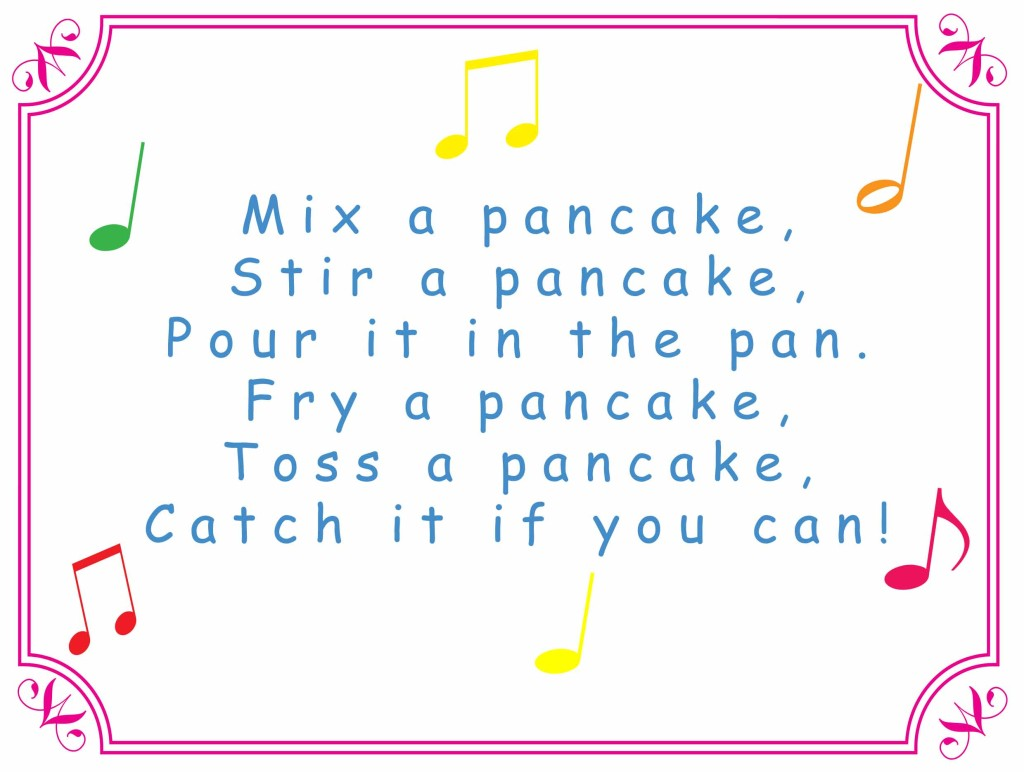 Mix a pancake,
Stir a pancake,
Pour it in the pan.
Fry a pancake,
Toss a pancake,
Catch it if you can!